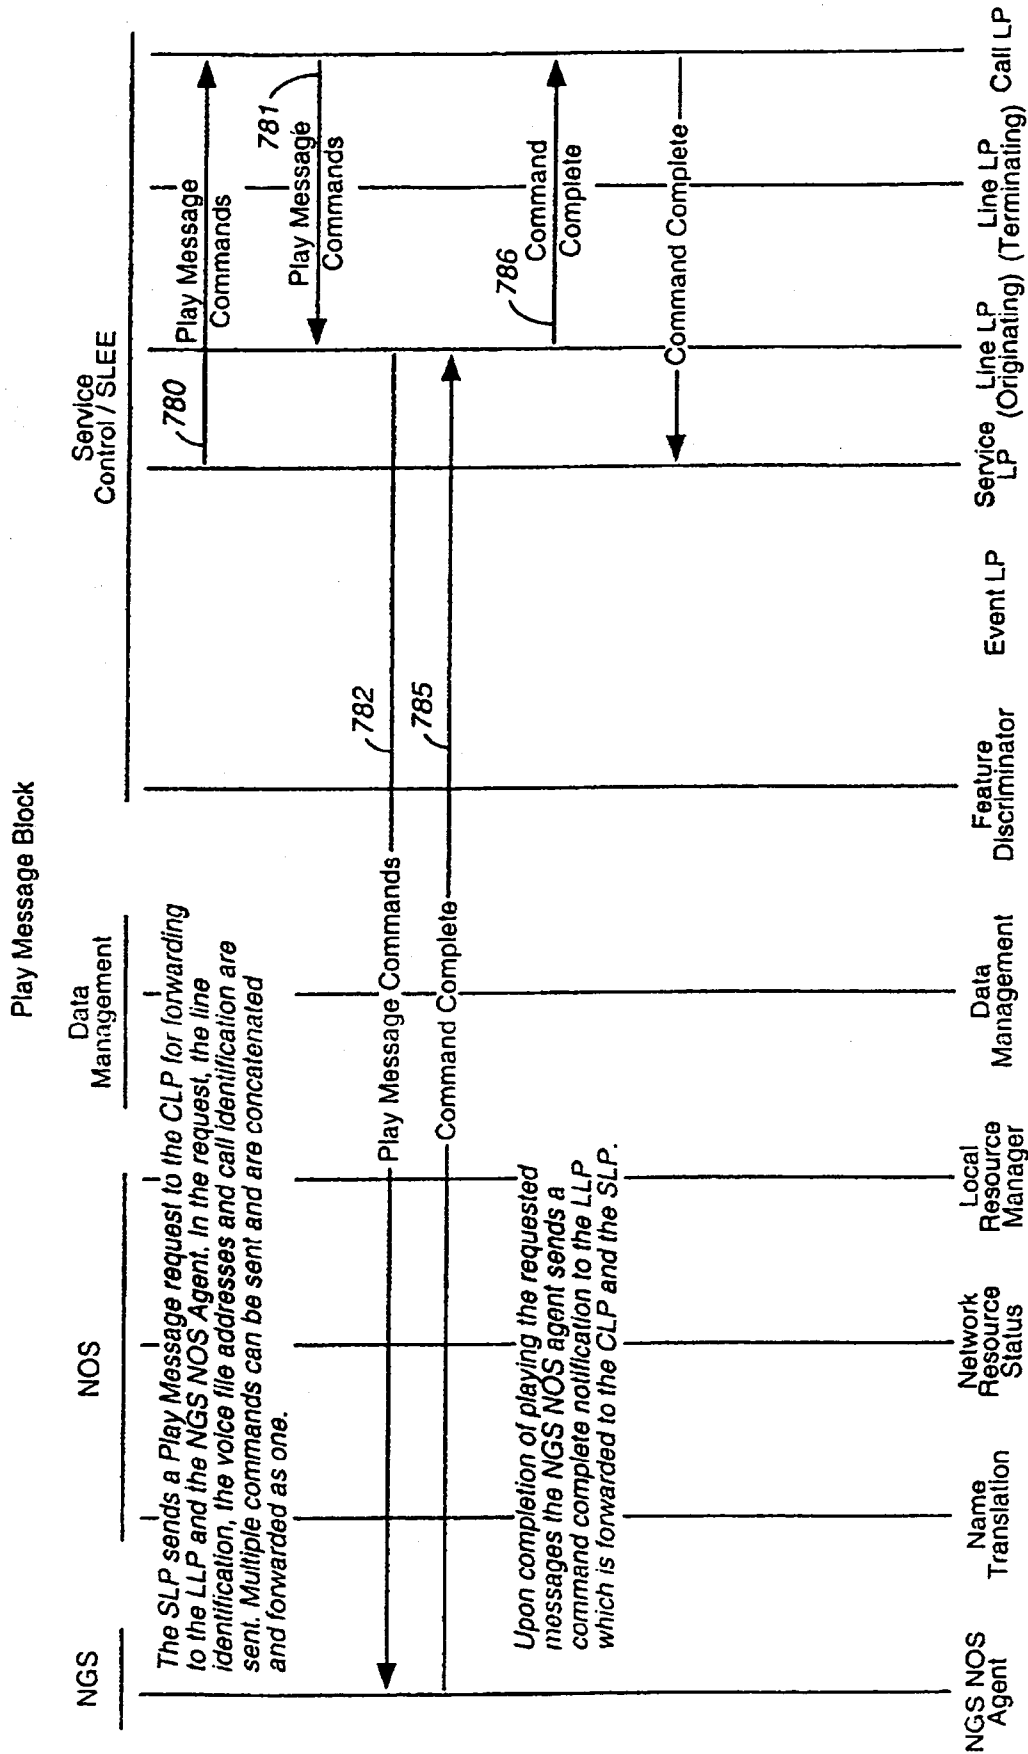 Play Message Block
NGS
NOS
Data
Management
Service
Control / SLEE
The SLP sends a Play Message request to the CLP for forwarding
to the LLP and the NGS NOS Agent. In the request, the line
identification, the voice file addresses and call identification are
sent. Multiple commands can be sent and are concatenated
and forwarded as one.
780
Play Message
Commands
781
Play Message
Commands
782
Play Message Commands
785
Command Complete
Upon completion of playing the requested
messages the NGS NOS agent sends a
command complete notification to the LLP
which is forwarded to the CLP and the SLP.
786
Command
Complete
Command Complete
NGS NOS
Agent
Name
Translation
Network
Resource
Status
Local
Resource
Manager
Data
Management
Feature
Discriminator
Event LP
Service
LP
Line LP
(Originating)
Line LP
(Terminating)
Call LP